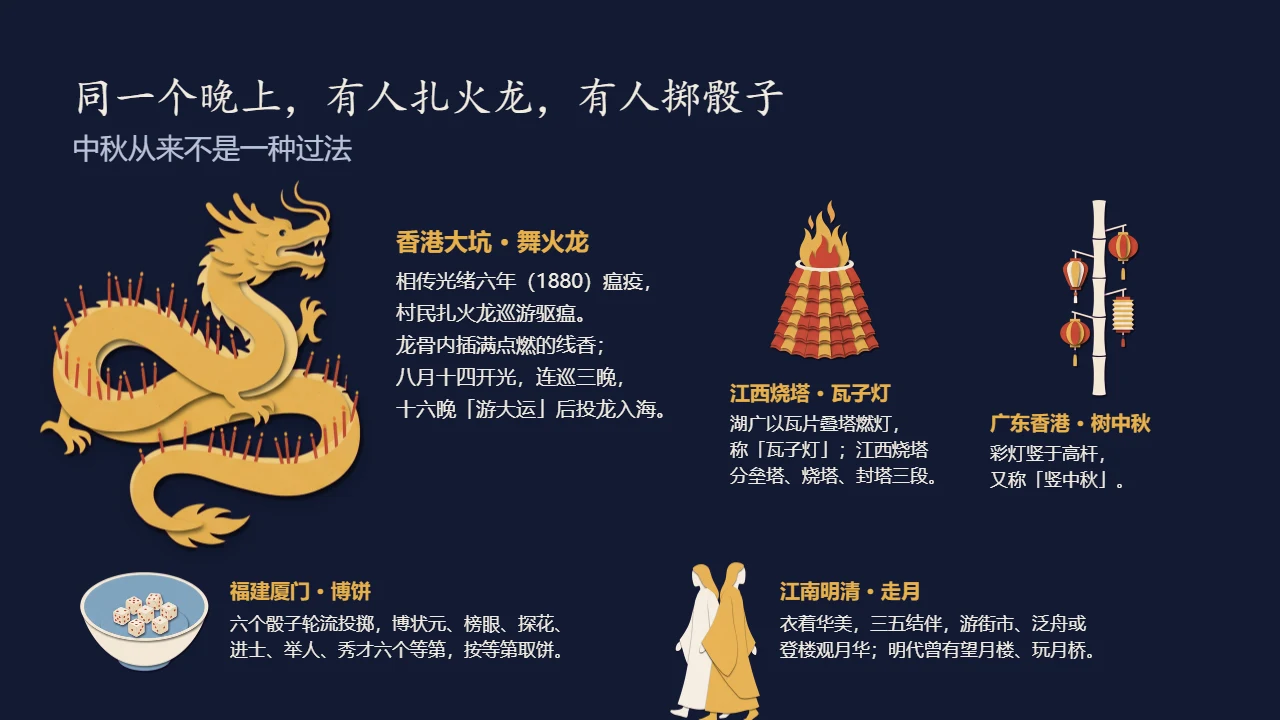 同一个晚上，有人扎火龙，有人掷骰子
中秋从来不是一种过法
香港大坑·舞火龙
相传光绪六年（1880）瘟疫，
村民扎火龙巡游驱瘟。
龙骨内插满点燃的线香；
八月十四开光，连巡三晚，
十六晚「游大运」后投龙入海。
江西烧塔·瓦子灯
湖广以瓦片叠塔燃灯，
称「瓦子灯」；江西烧塔
分垒塔、烧塔、封塔三段。
广东香港·树中秋
彩灯竖于高杆，
又称「竖中秋」。
福建厦门·博饼
六个骰子轮流投掷，博状元、榜眼、探花、
进士、举人、秀才六个等第，按等第取饼。
江南明清·走月
衣着华美，三五结伴，游街市、泛舟或
登楼观月华；明代曾有望月楼、玩月桥。